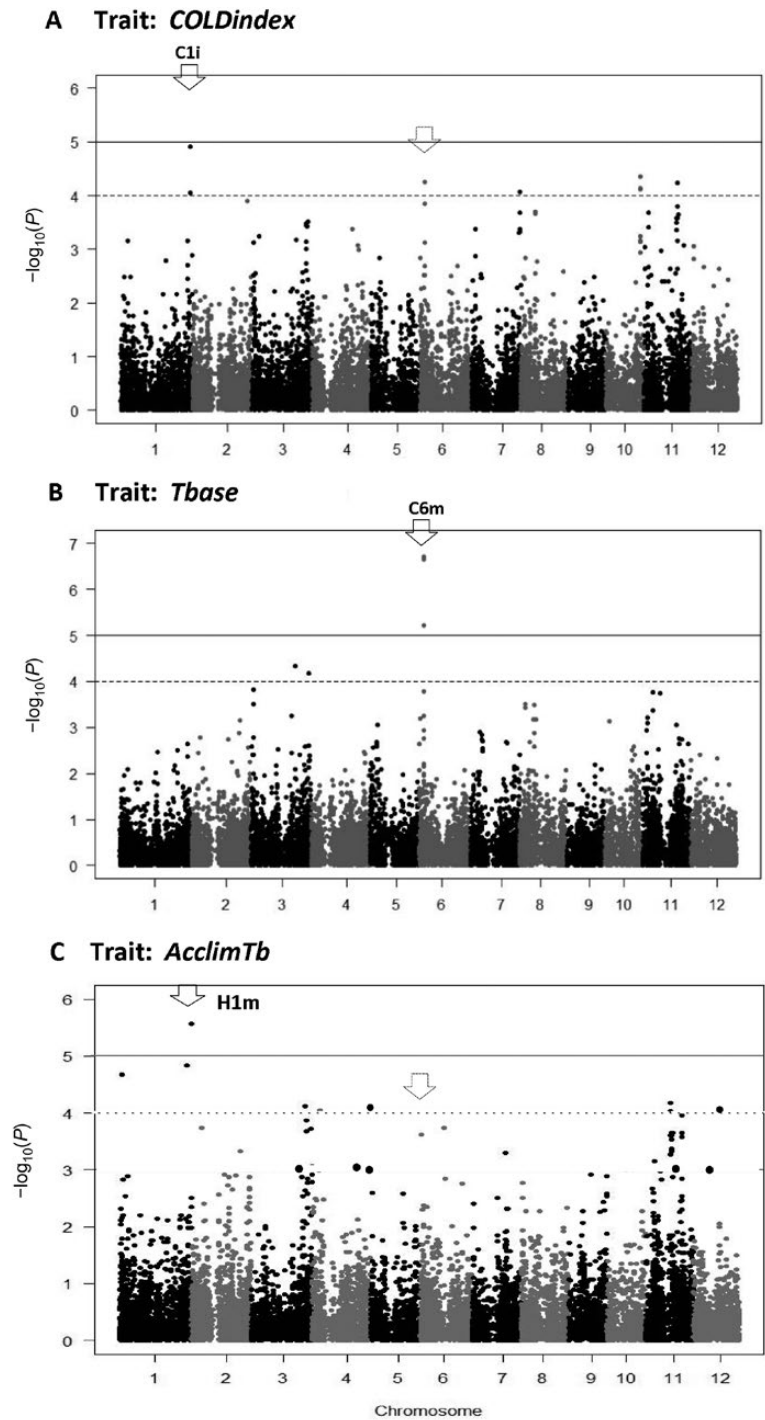 A Trait: COLDindex
C1i
6
5
4
3
2
1
0
−log10(P)
1 2 3 4 5 6 7 8 9 10 11 12
B Trait: Tbase
C6m
7
6
5
4
3
2
1
0
−log10(P)
1 2 3 4 5 6 7 8 9 10 11 12
C Trait: AcclimTb
H1m
6
5
4
3
2
1
0
−log10(P)
1 2 3 4 5 6 7 8 9 10 11 12
Chromosome